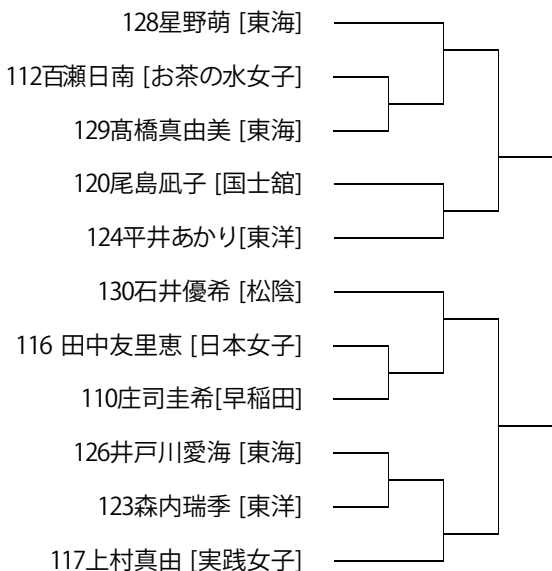 128星野萌 [東海]
112百瀬日南 [お茶の水女子]
129髙橋真由美 [東海]
120尾島凪子 [国士舘]
124平井あかり[東洋]
130石井優希 [松陰]
116 田中友里恵 [日本女子]
110庄司圭希[早稲田]
126井戸川愛海 [東海]
123森内瑞季 [東洋]
117上村真由 [実践女子]